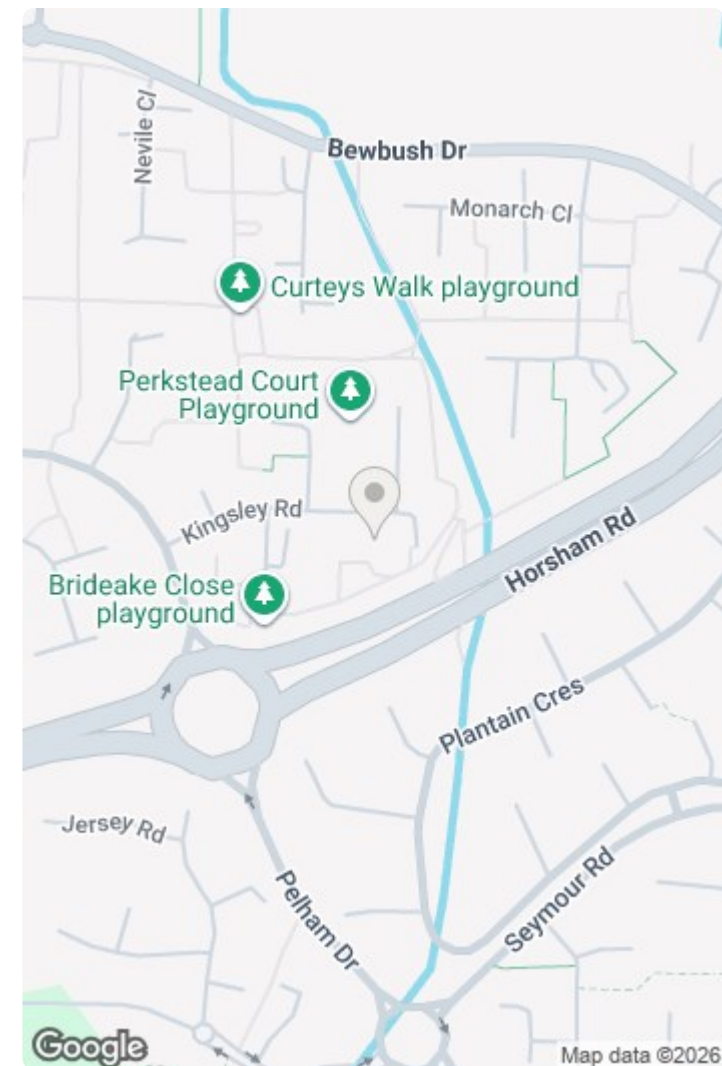 Nevile Cl
Bewbush Dr
Monarch Cl
Curteys Walk playground
Perkstead Court
Playground
Kingsley Rd
Horsham Rd
Brideake Close
playground
Plantain Cres
Jersey Rd
Pelham Dr
Seymour Rd
Google
Map data ©2026